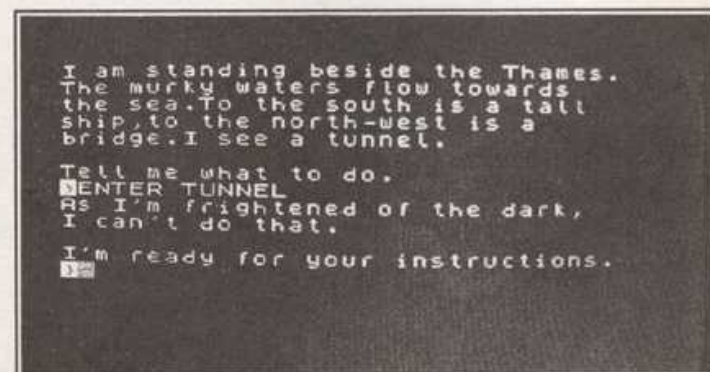 I am standing beside the Thames.
The murky waters flow towards
the sea.To the south is a tall
ship,to the north-west is a
bridge.I see a tunnel.
Tell me what to do.
>ENTER TUNNEL
As I'm frightened of the dark,
I can't do that.
I'm ready for your instructions.
>